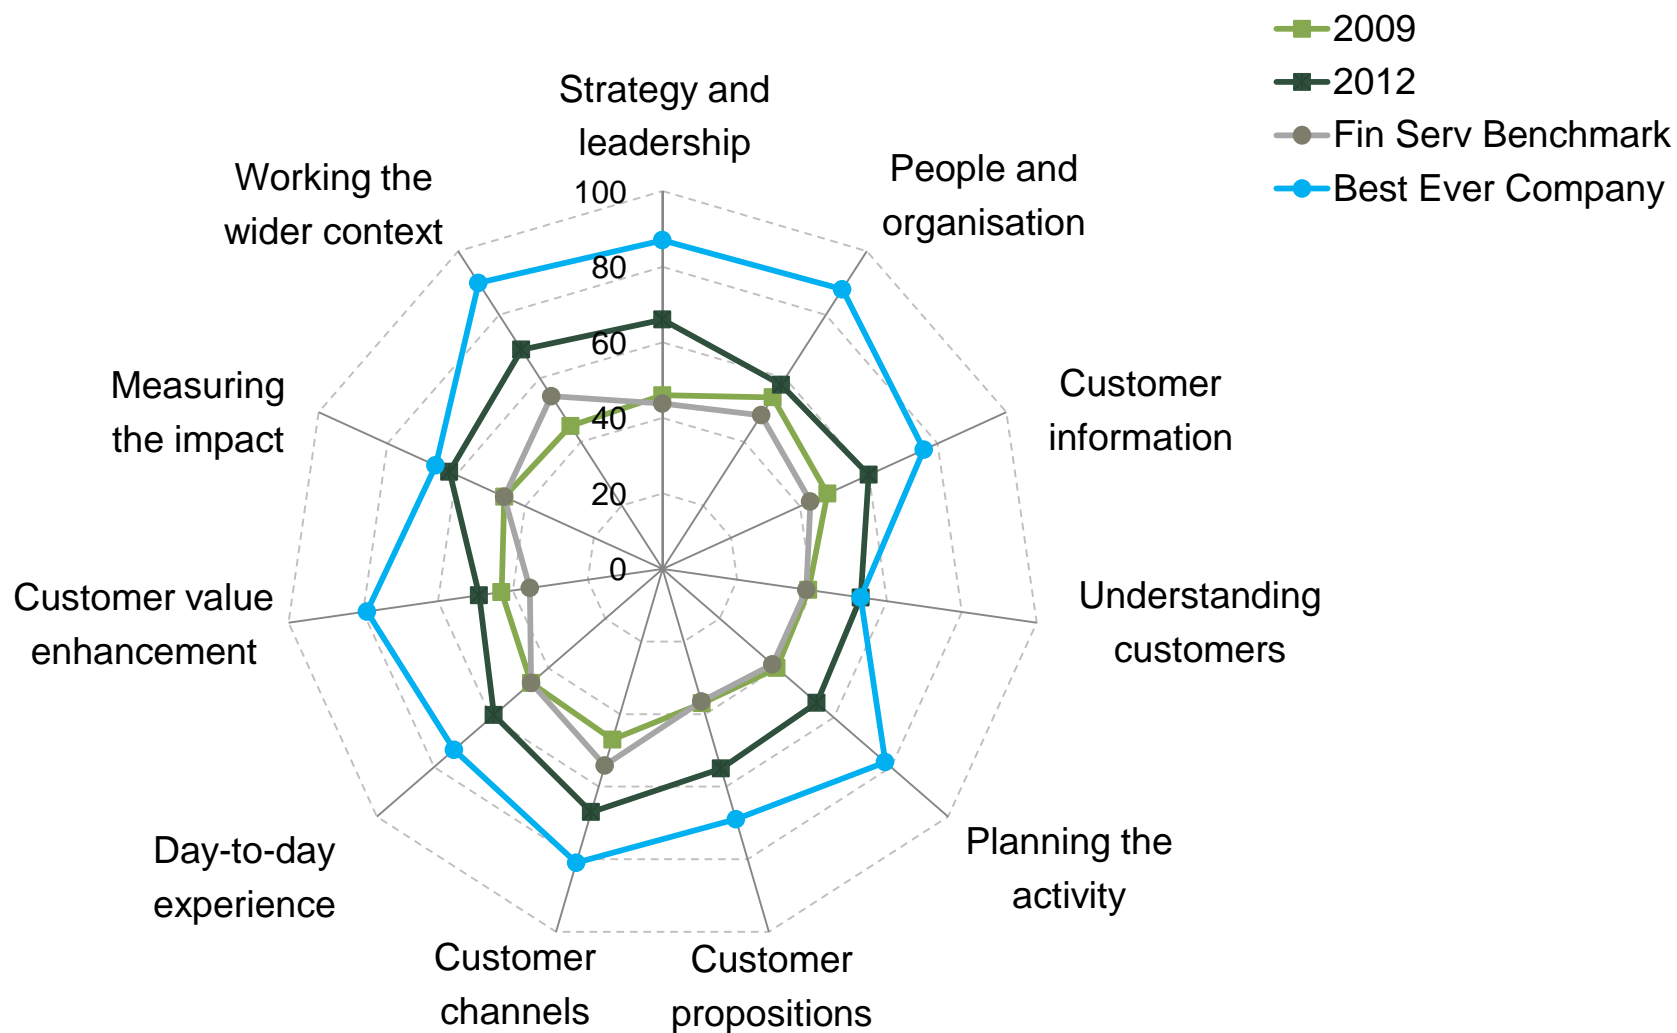 2009
2012
Fin Serv Benchmark
Best Ever Company
Strategy and
leadership
People and
organisation
Customer
information
Understanding
customers
Planning the
activity
Customer
propositions
Customer
channels
Day-to-day
experience
Customer value
enhancement
Measuring
the impact
Working the
wider context
100
80
60
40
20
0